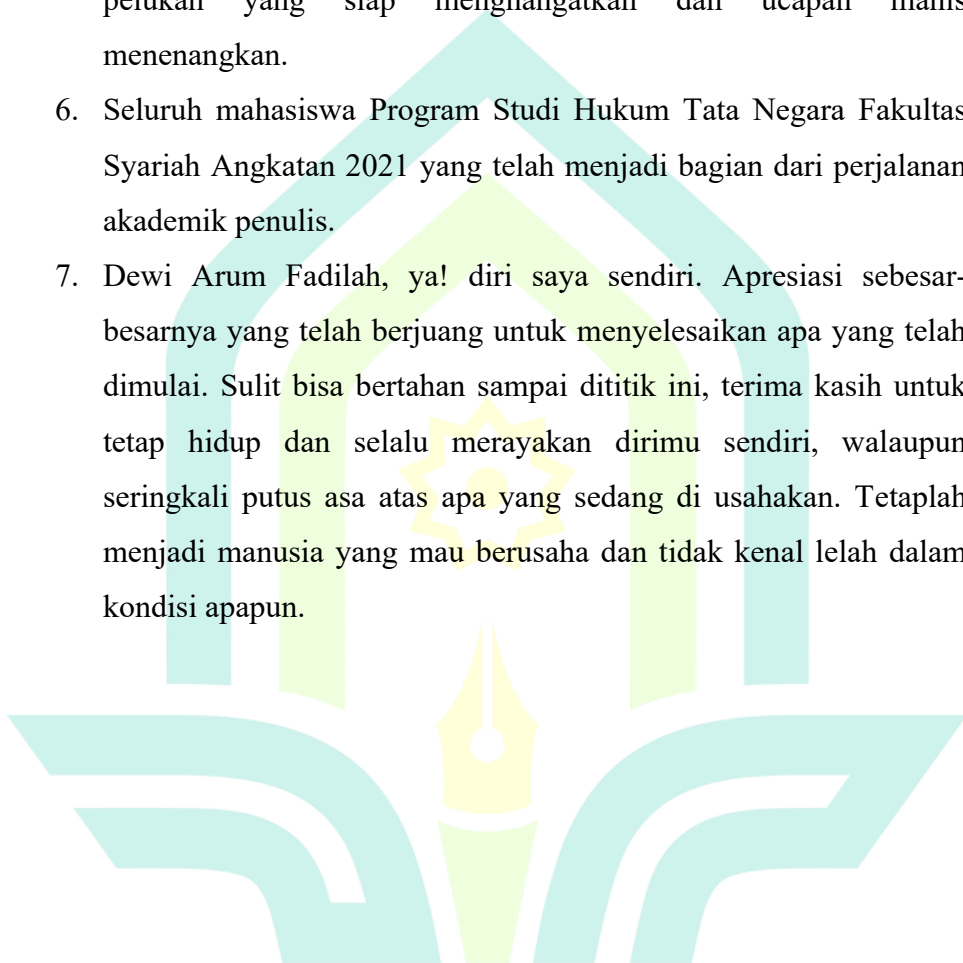 pelukan yang siap menghangatkan dan ucapan manis
menenangkan.
6. Seluruh mahasiswa Program Studi Hukum Tata Negara Fakultas
Syariah Angkatan 2021 yang telah menjadi bagian dari perjalanan
akademik penulis.
7. Dewi Arum Fadilah, ya! diri saya sendiri. Apresiasi sebesar-
besarnya yang telah berjuang untuk menyelesaikan apa yang telah
dimulai. Sulit bisa bertahan sampai dititik ini, terima kasih untuk
tetap hidup dan selalu merayakan dirimu sendiri, walaupun
seringkali putus asa atas apa yang sedang di usahakan. Tetaplah
menjadi manusia yang mau berusaha dan tidak kenal lelah dalam
kondisi apapun.